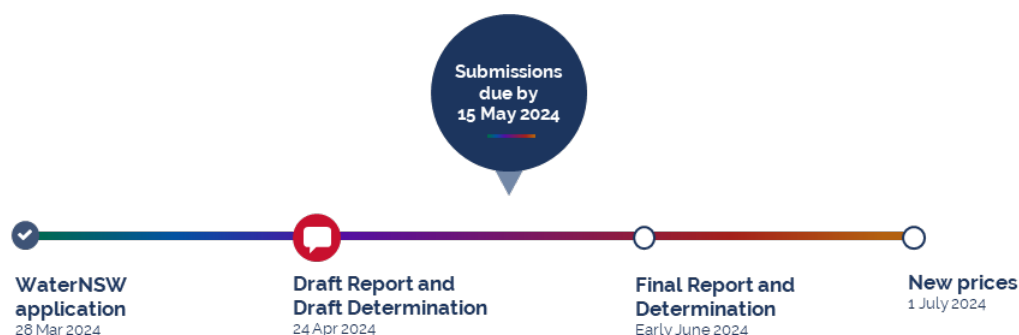 Submissions
due by
15 May 2024
WaterNSW
application
28 Mar 2024
Draft Report and
Draft Determination
24 Apr 2024
Final Report and
Determination
Early June 2024
New prices
1 July 2024